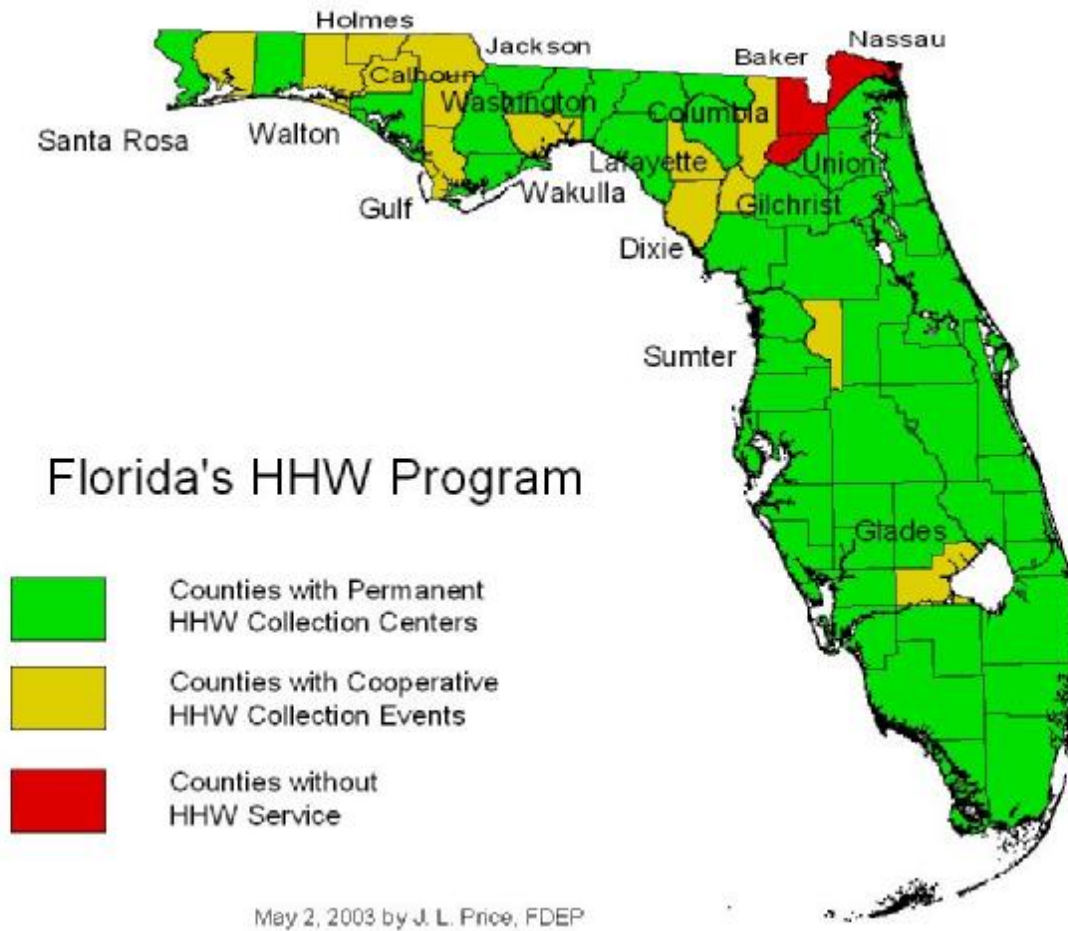 Holmes
Jackson
Baker
Nassau
Calhoun
Washington
Columbia
Santa Rosa
Walton
Lafayette
Union
Gulf
Wakulla
Gilchrist
Dixie
Sumter
Florida's HHW Program
Glades
Counties with Permanent
HHW Collection Centers
Counties with Cooperative
HHW Collection Events
Counties without
HHW Service
May 2, 2003 by J. L. Price, FDEP